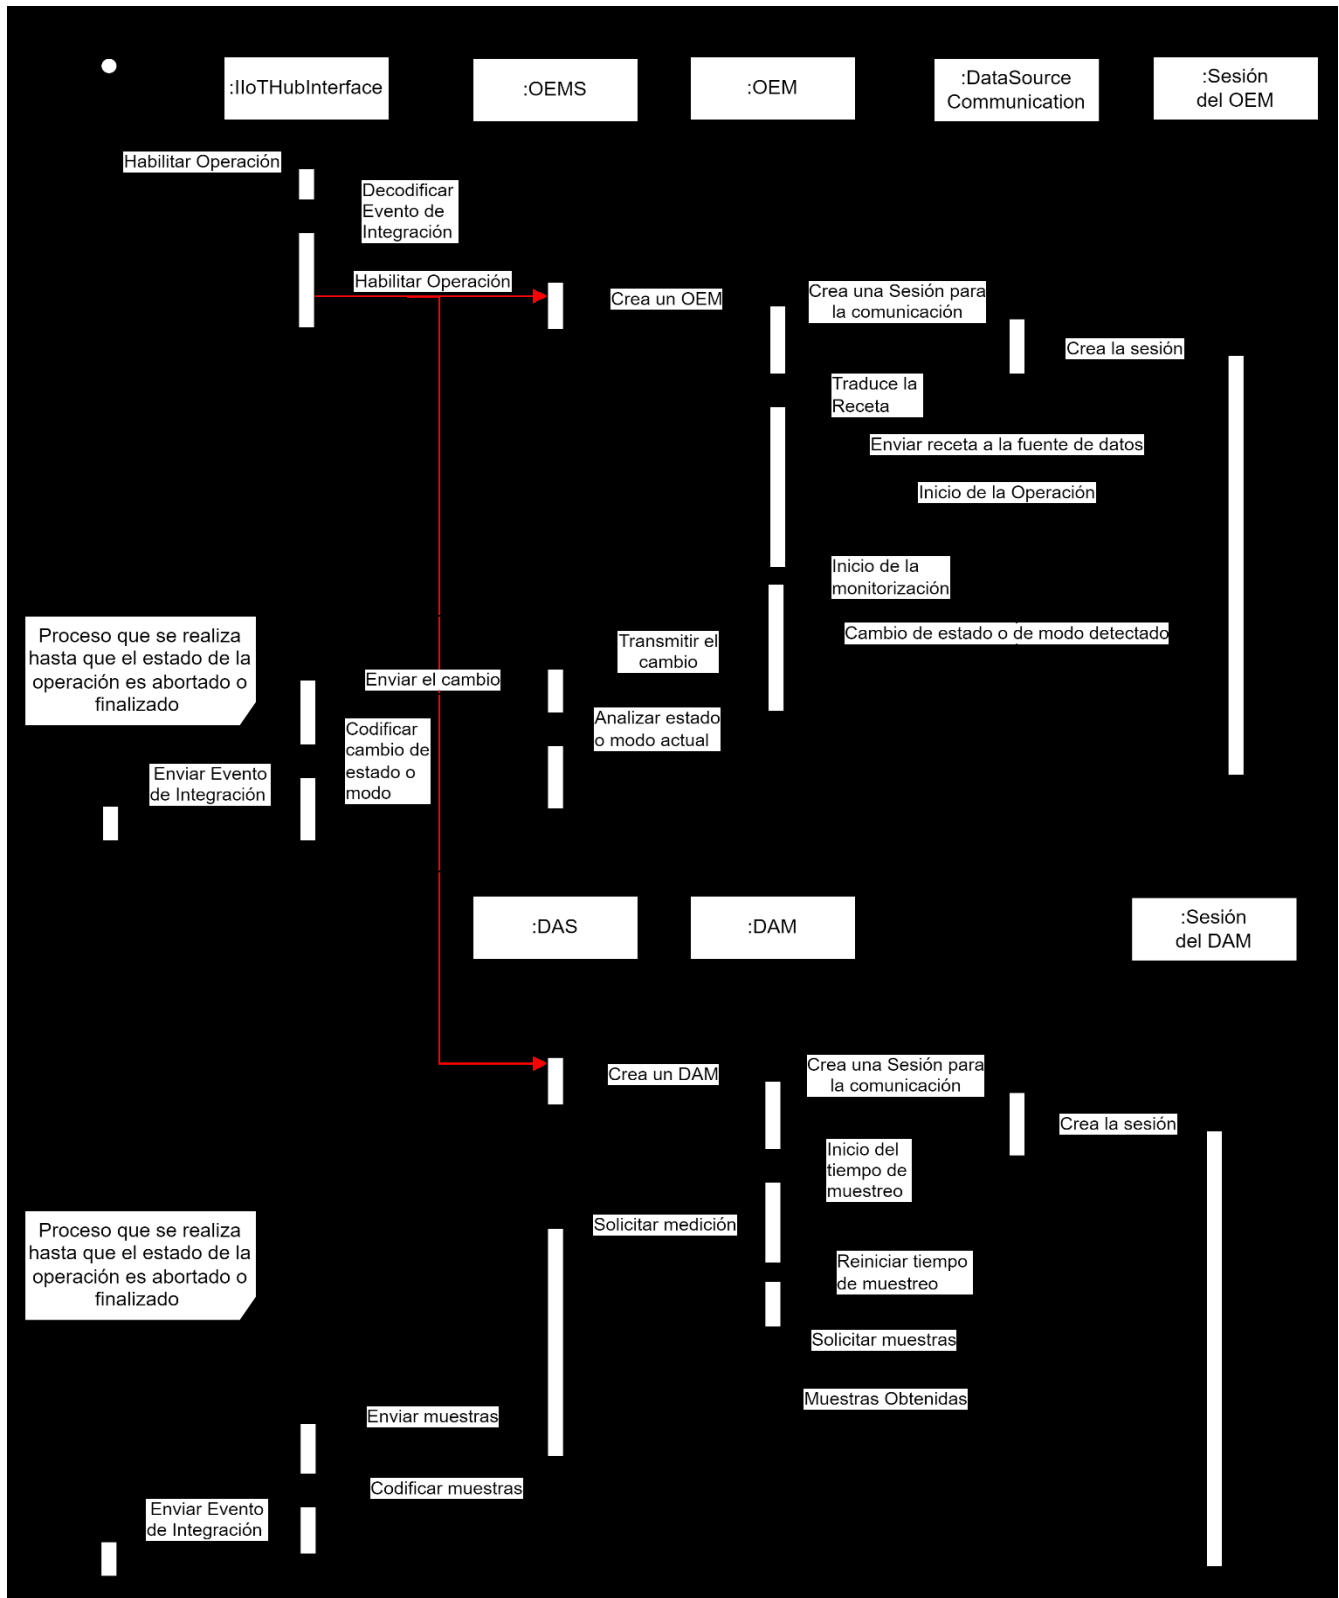 :IIoTHubInterface
:OEMS
:OEM
:DataSource
Communication
:Sesión
del OEM
Habilitar Operación
Decodificar
Evento de
Integración
Habilitar Operación
Crea un OEM
Crea una Sesión para
la comunicación
Crea la sesión
Traduce la
Receta
Enviar receta a la fuente de datos
Inicio de la Operación
Inicio de la
monitorización
Cambio de estado o de modo detectado
Transmitir el
cambio
Proceso que se realiza
hasta que el estado de la
operación es abortado o
finalizado
Enviar el cambio
Analizar estado
o modo actual
Codificar
cambio de
estado o
modo
Enviar Evento
de Integración
:DAS
:DAM
:Sesión
del DAM
Crea un DAM
Crea una Sesión para
la comunicación
Crea la sesión
Inicio del
tiempo de
muestreo
Solicitar medición
Proceso que se realiza
hasta que el estado de la
operación es abortado o
finalizado
Reiniciar tiempo
de muestreo
Solicitar muestras
Muestras Obtenidas
Enviar muestras
Codificar muestras
Enviar Evento
de Integración